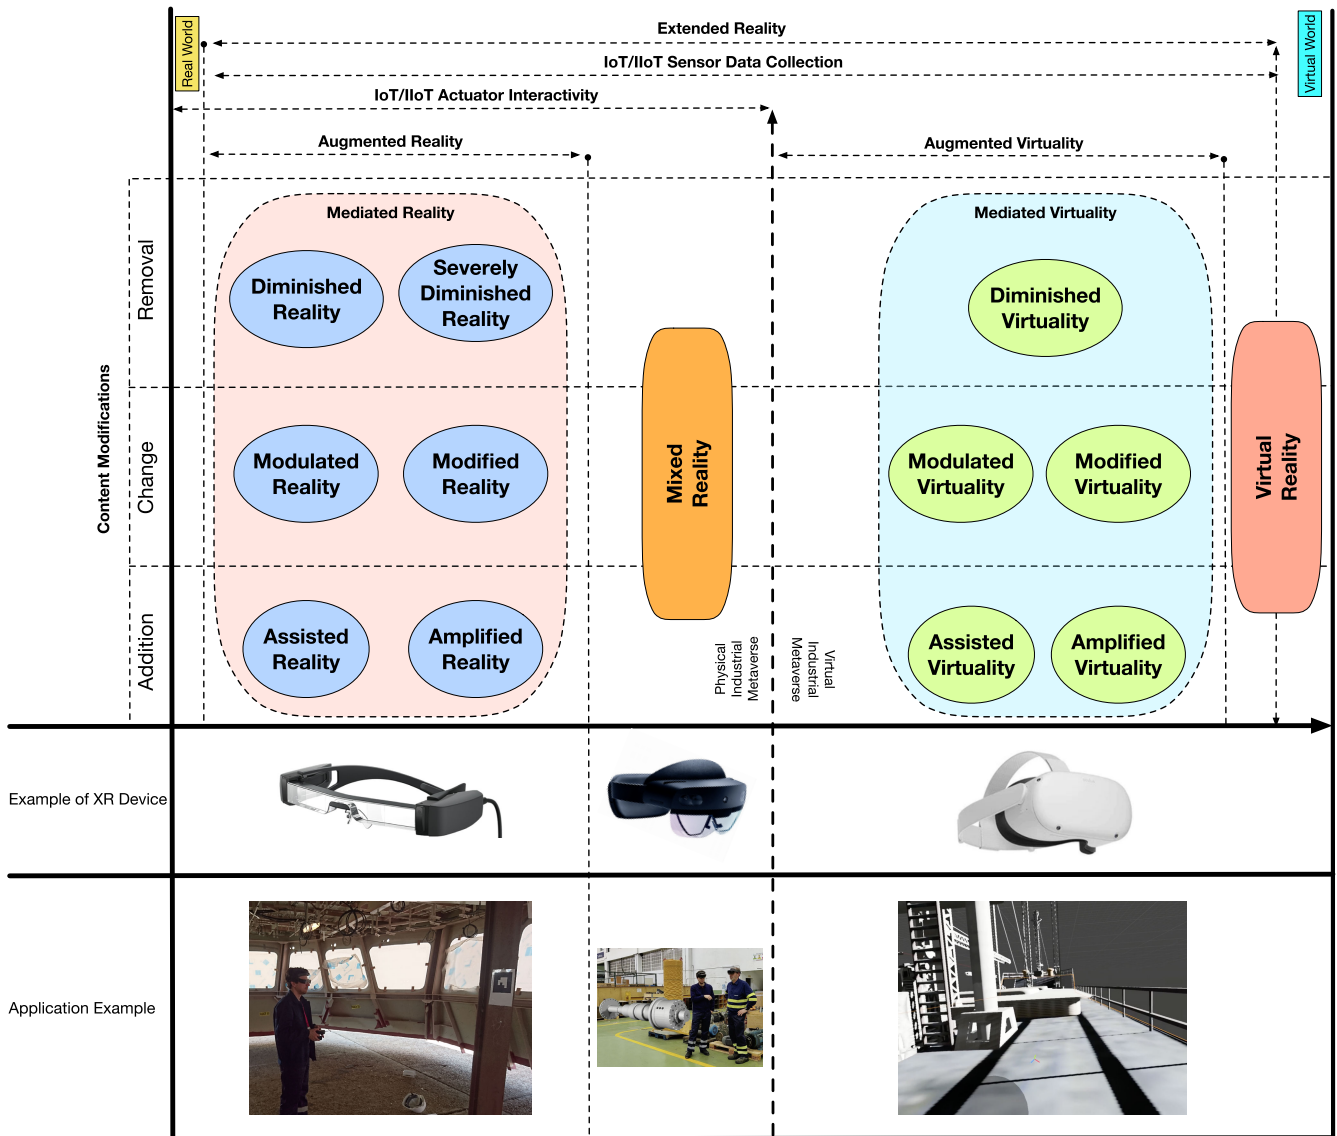 Real World
Extended Reality
Virtual World
IoT/IIoT Sensor Data Collection
IoT/IIoT Actuator Interactivity
Augmented Reality
Augmented Virtuality
Content Modifications
Removal
Change
Addition
Mediated Reality
Diminished
Reality
Severely
Diminished
Reality
Modulated
Reality
Modified
Reality
Assisted
Reality
Amplified
Reality
Mixed
Reality
Physical
Industrial
Metaverse
Virtual
Industrial
Metaverse
Mediated Virtuality
Diminished
Virtuality
Modulated
Virtuality
Modified
Virtuality
Assisted
Virtuality
Amplified
Virtuality
Virtual
Reality
Example of XR Device
Application Example